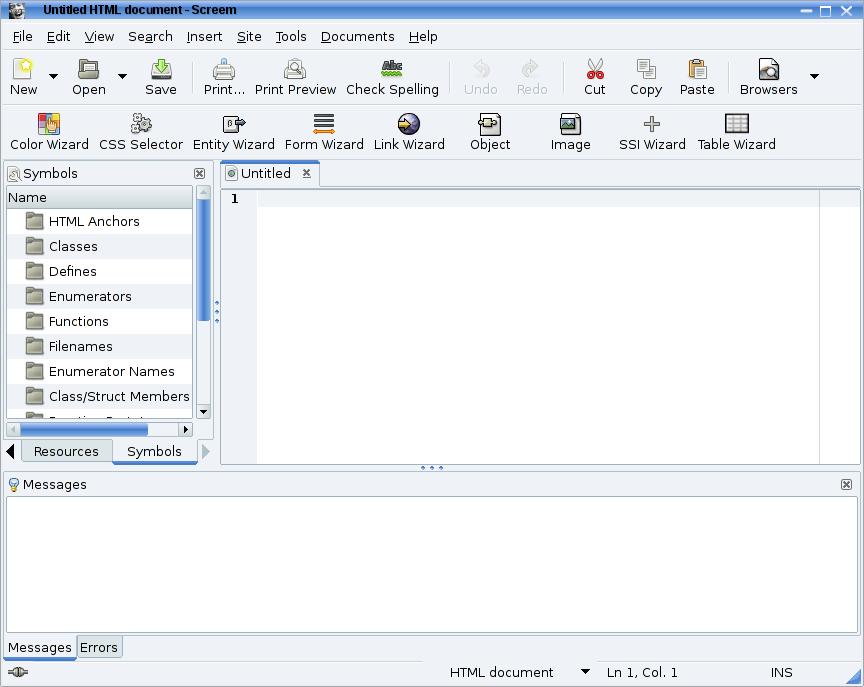 Untitled HTML document - Screem
File Edit View Search Insert Site Tools Documents Help
New Open Save Print... Print Preview Abc Check Spelling Undo Redo Cut Copy Paste Browsers
Color Wizard CSS Selector Entity Wizard Form Wizard Link Wizard Object Image SSI Wizard Table Wizard
Symbols
Untitled
Name
1
HTML Anchors
Classes
Defines
Enumerators
Functions
Filenames
Enumerator Names
Class/Struct Members
Resources Symbols
Messages
Messages Errors
HTML document Ln 1, Col. 1 INS